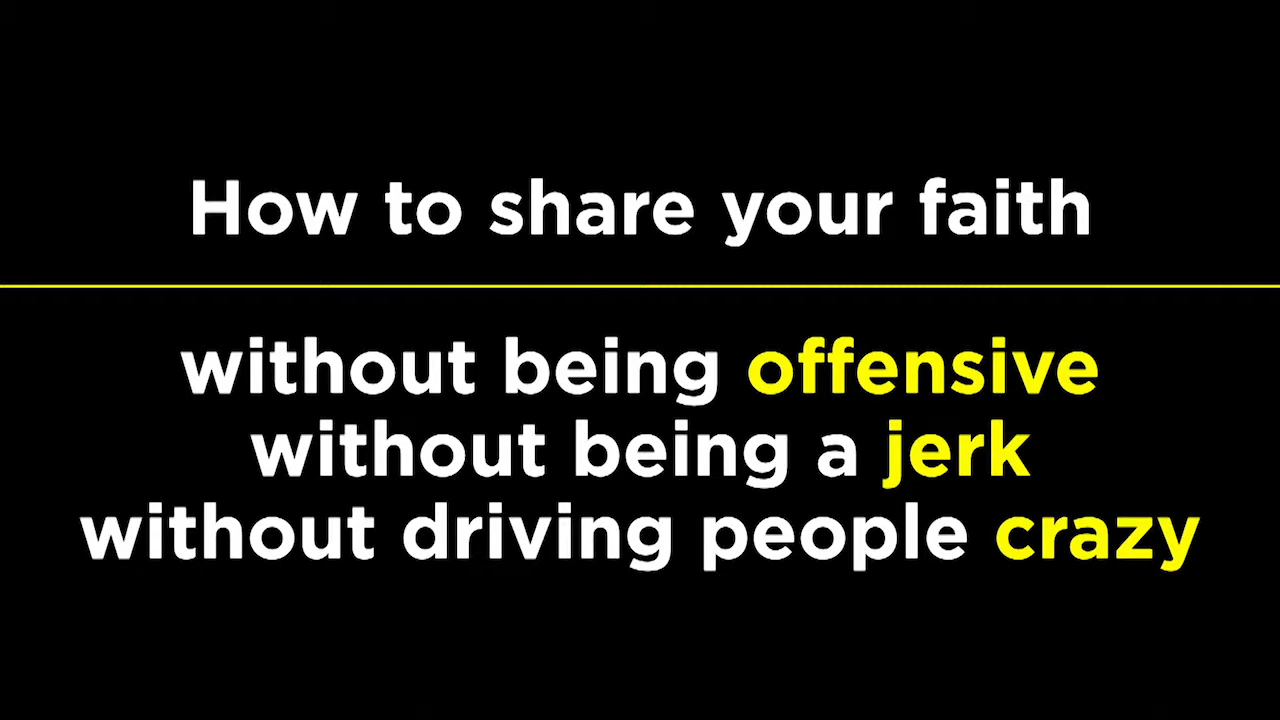 How to share your faith
without being offensive
without being a jerk
without driving people crazy